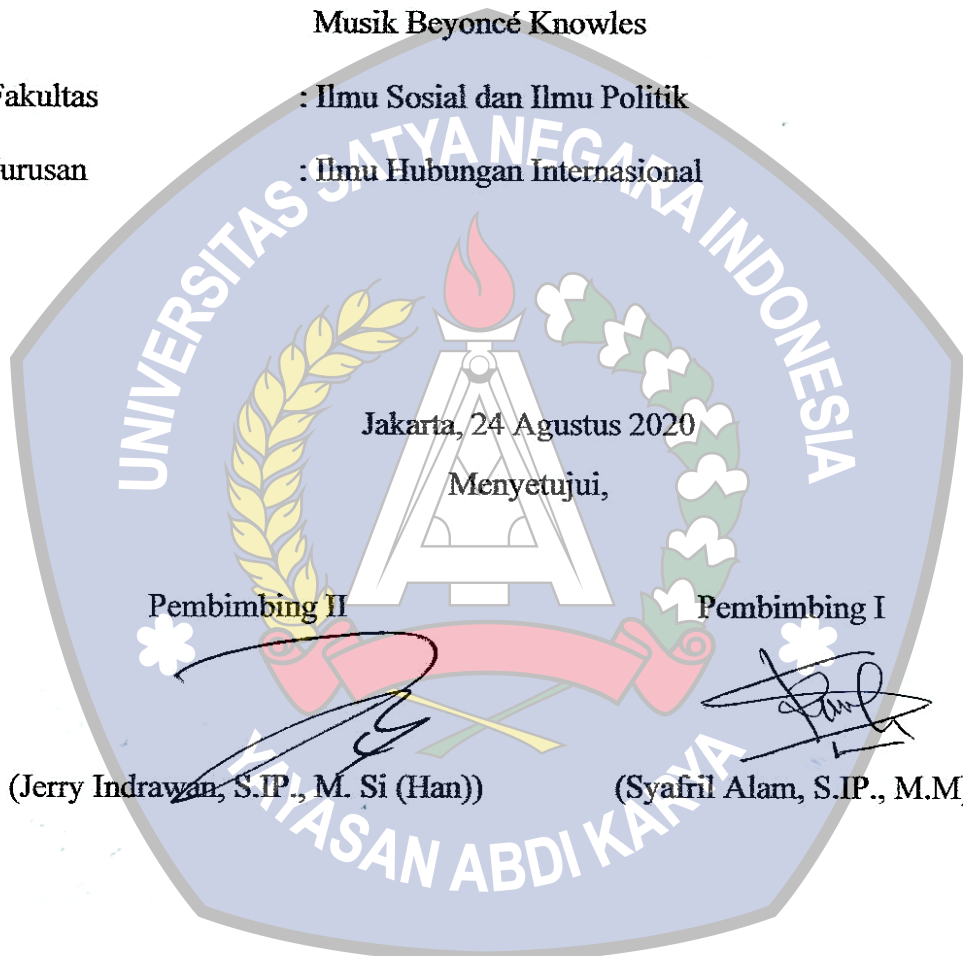 Musik Beyoncé Knowles
Fakultas : Ilmu Sosial dan Ilmu Politik
urusan : Ilmu Hubungan Internasional
UNIVERSITAS SATYA NEGARA INDONESIA
Jakarta, 24 Agustus 2020
Menyetujui,
Pembimbing II Pembimbing I
(Jerry Indrawan, S.IP., M. Si (Han)) (Syafril Alam, S.IP., M.M)
YAYASAN ABDI KARYA